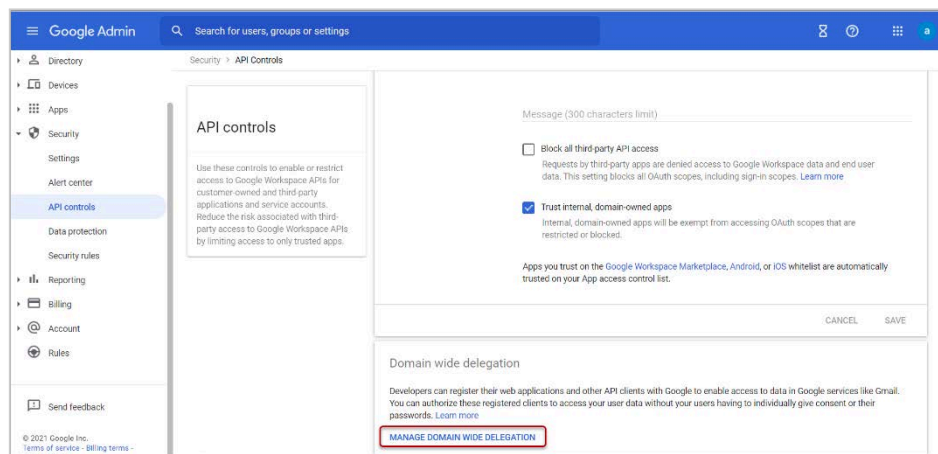 Google Admin
Search for users, groups or settings
a
Directory
Devices
Apps
Security
Settings
Alert center
API controls
Data protection
Security rules
Reporting
Billing
Account
Rules
Send feedback
© 2021 Google Inc.
Terms of service - Billing terms -
Security > API Controls
API controls
Use these controls to enable or restrict
access to Google Workspace APIs for
customer-owned and third-party
applications and service accounts.
Reduce the risk associated with third-
party access to Google Workspace APIs
by limiting access to only trusted apps.
Message (300 characters limit)
Block all third-party API access
Requests by third-party apps are denied access to Google Workspace data and end user
data. This setting blocks all OAuth scopes, including sign-in scopes. Learn more
Trust internal, domain-owned apps
Internal, domain-owned apps will be exempt from accessing OAuth scopes that are
restricted or blocked.
Apps you trust on the Google Workspace Marketplace, Android, or iOS whitelist are automatically
trusted on your App access control list.
CANCEL SAVE
Domain wide delegation
Developers can register their web applications and other API clients with Google to enable access to data in Google services like Gmail.
You can authorize these registered clients to access your user data without your users having to individually give consent or their
passwords. Learn more
MANAGE DOMAIN WIDE DELEGATION